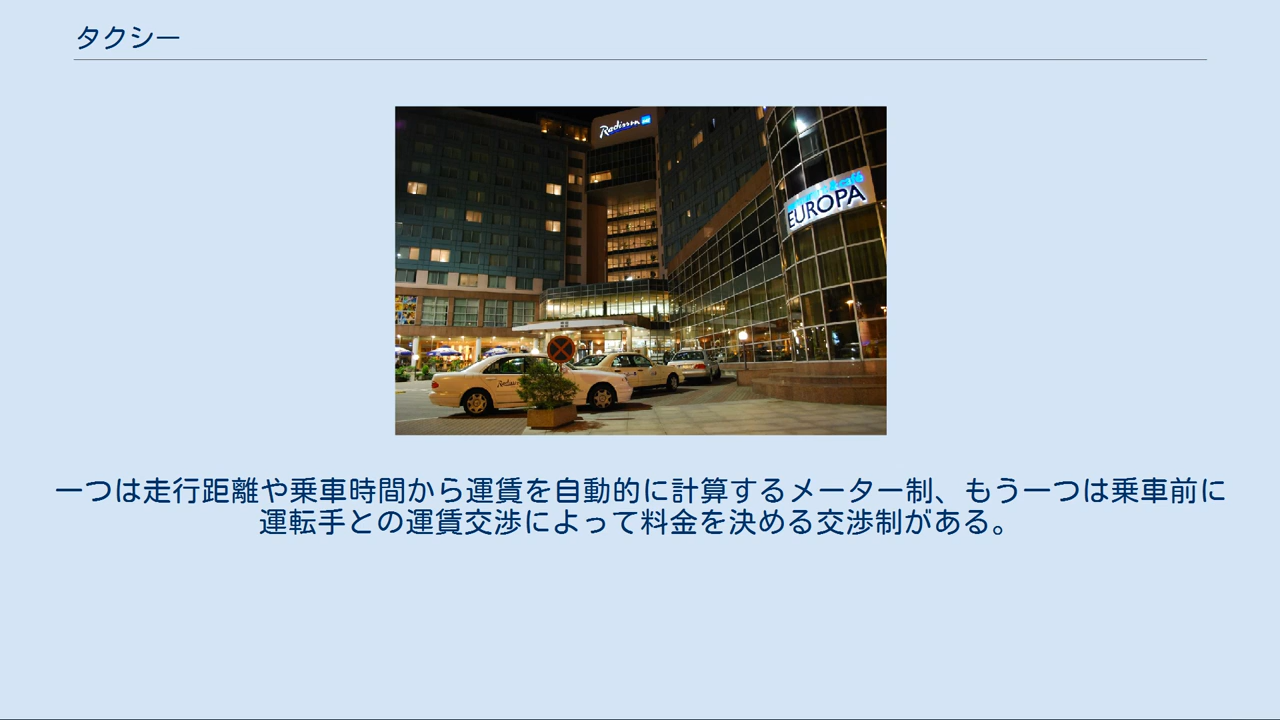 タクシー
Radisson
EUROPA
一つは走行距離や乗車時間から運賃を自動的に計算するメーター制、もう一つは乗車前に
運転手との運賃交渉によって料金を決める交渉制がある。